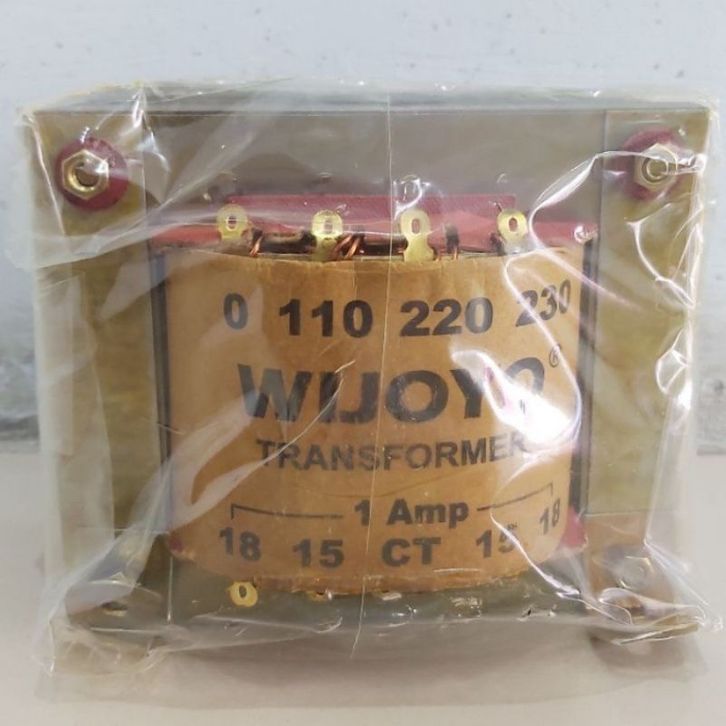 0 110 220 230
WIJOYO®
TRANSFORMER
1 Amp
18 15 CT 15 18